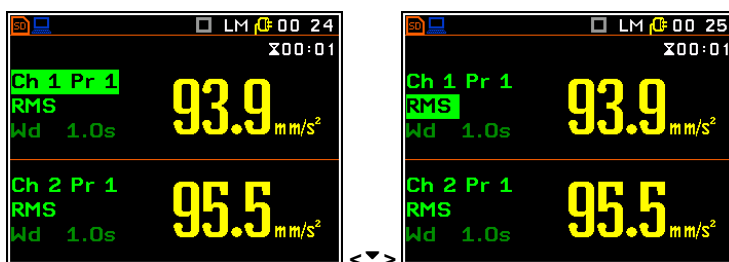 SD LM 00 24
00:01
Ch 1 Pr 1
RMS
Wd 1.0s
93.9 mm/s²
Ch 2 Pr 1
RMS
Wd 1.0s
95.5 mm/s²
<▼>
SD LM 00 25
00:01
Ch 1 Pr 1
RMS
Wd 1.0s
93.9 mm/s²
Ch 2 Pr 1
RMS
Wd 1.0s
95.5 mm/s²